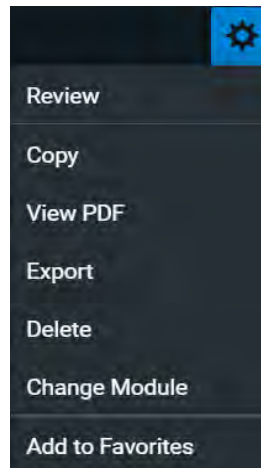 Review
Copy
View PDF
Export
Delete
Change Module
Add to Favorites